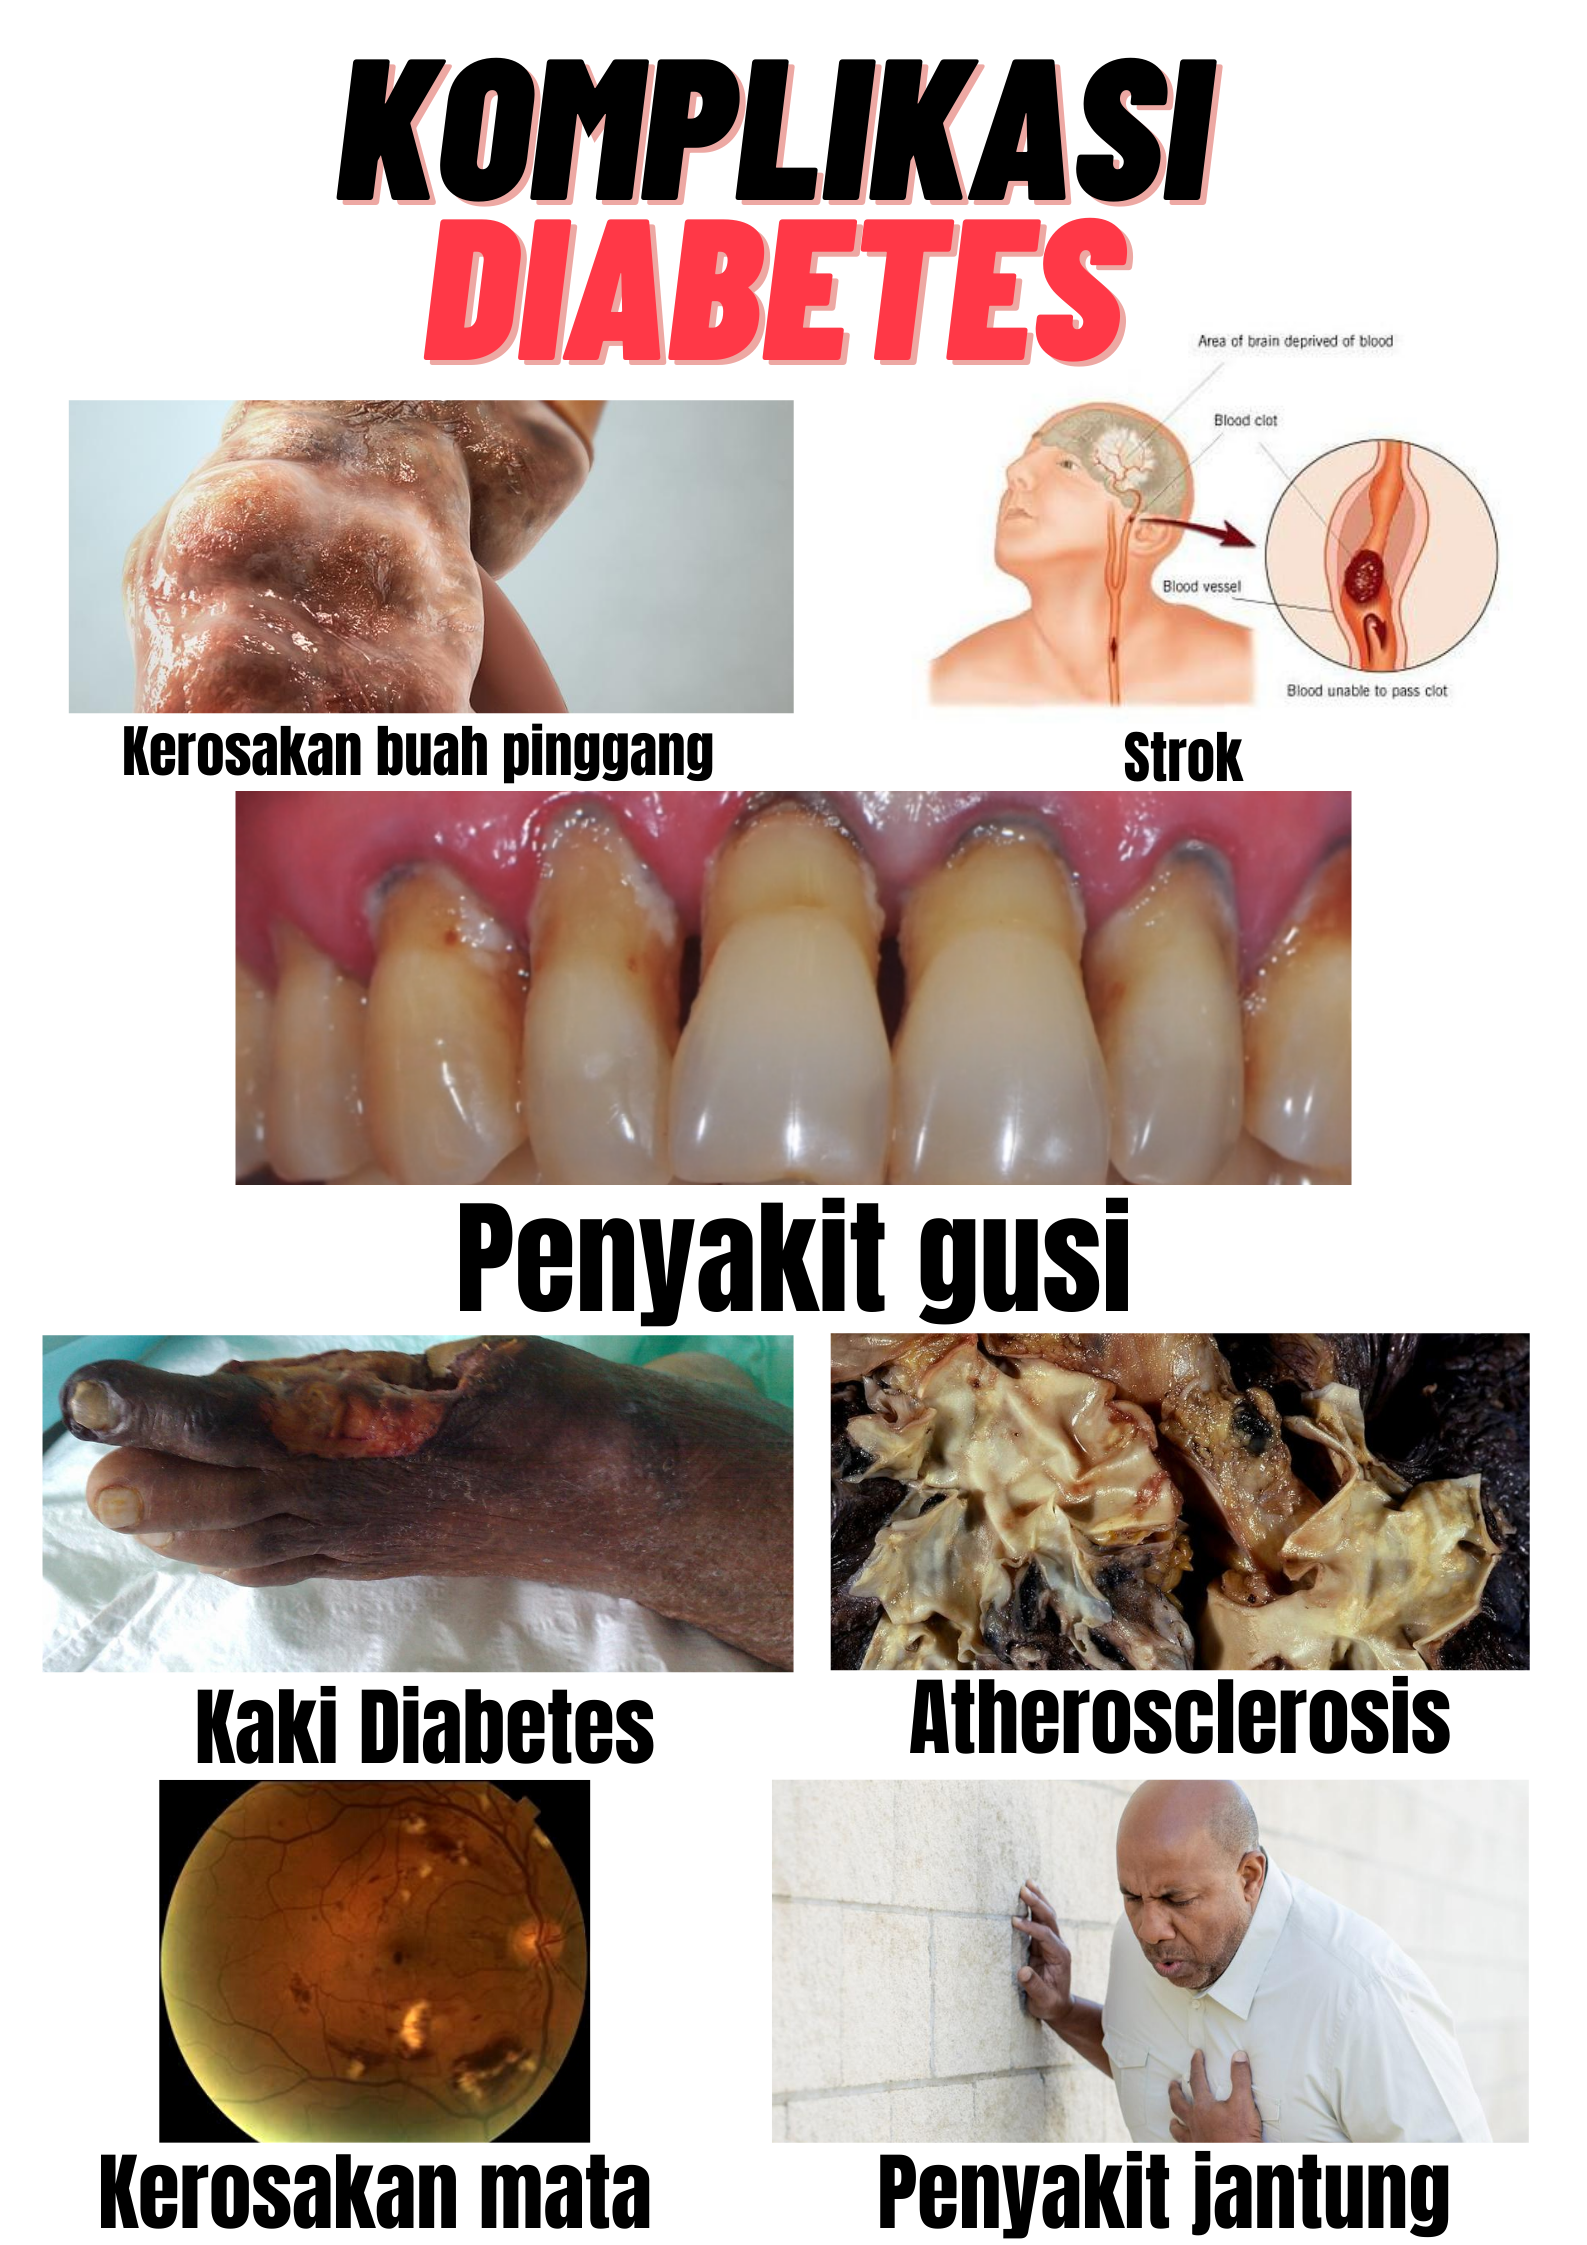 KOMPLIKASI
DIABETES
Area of brain deprived of blood
Blood clot
Blood vessel
Blood unable to pass clot
Kerosakan buah pinggang
Strok
Penyakit gusi
Kaki Diabetes
Atherosclerosis
Kerosakan mata
Penyakit jantung